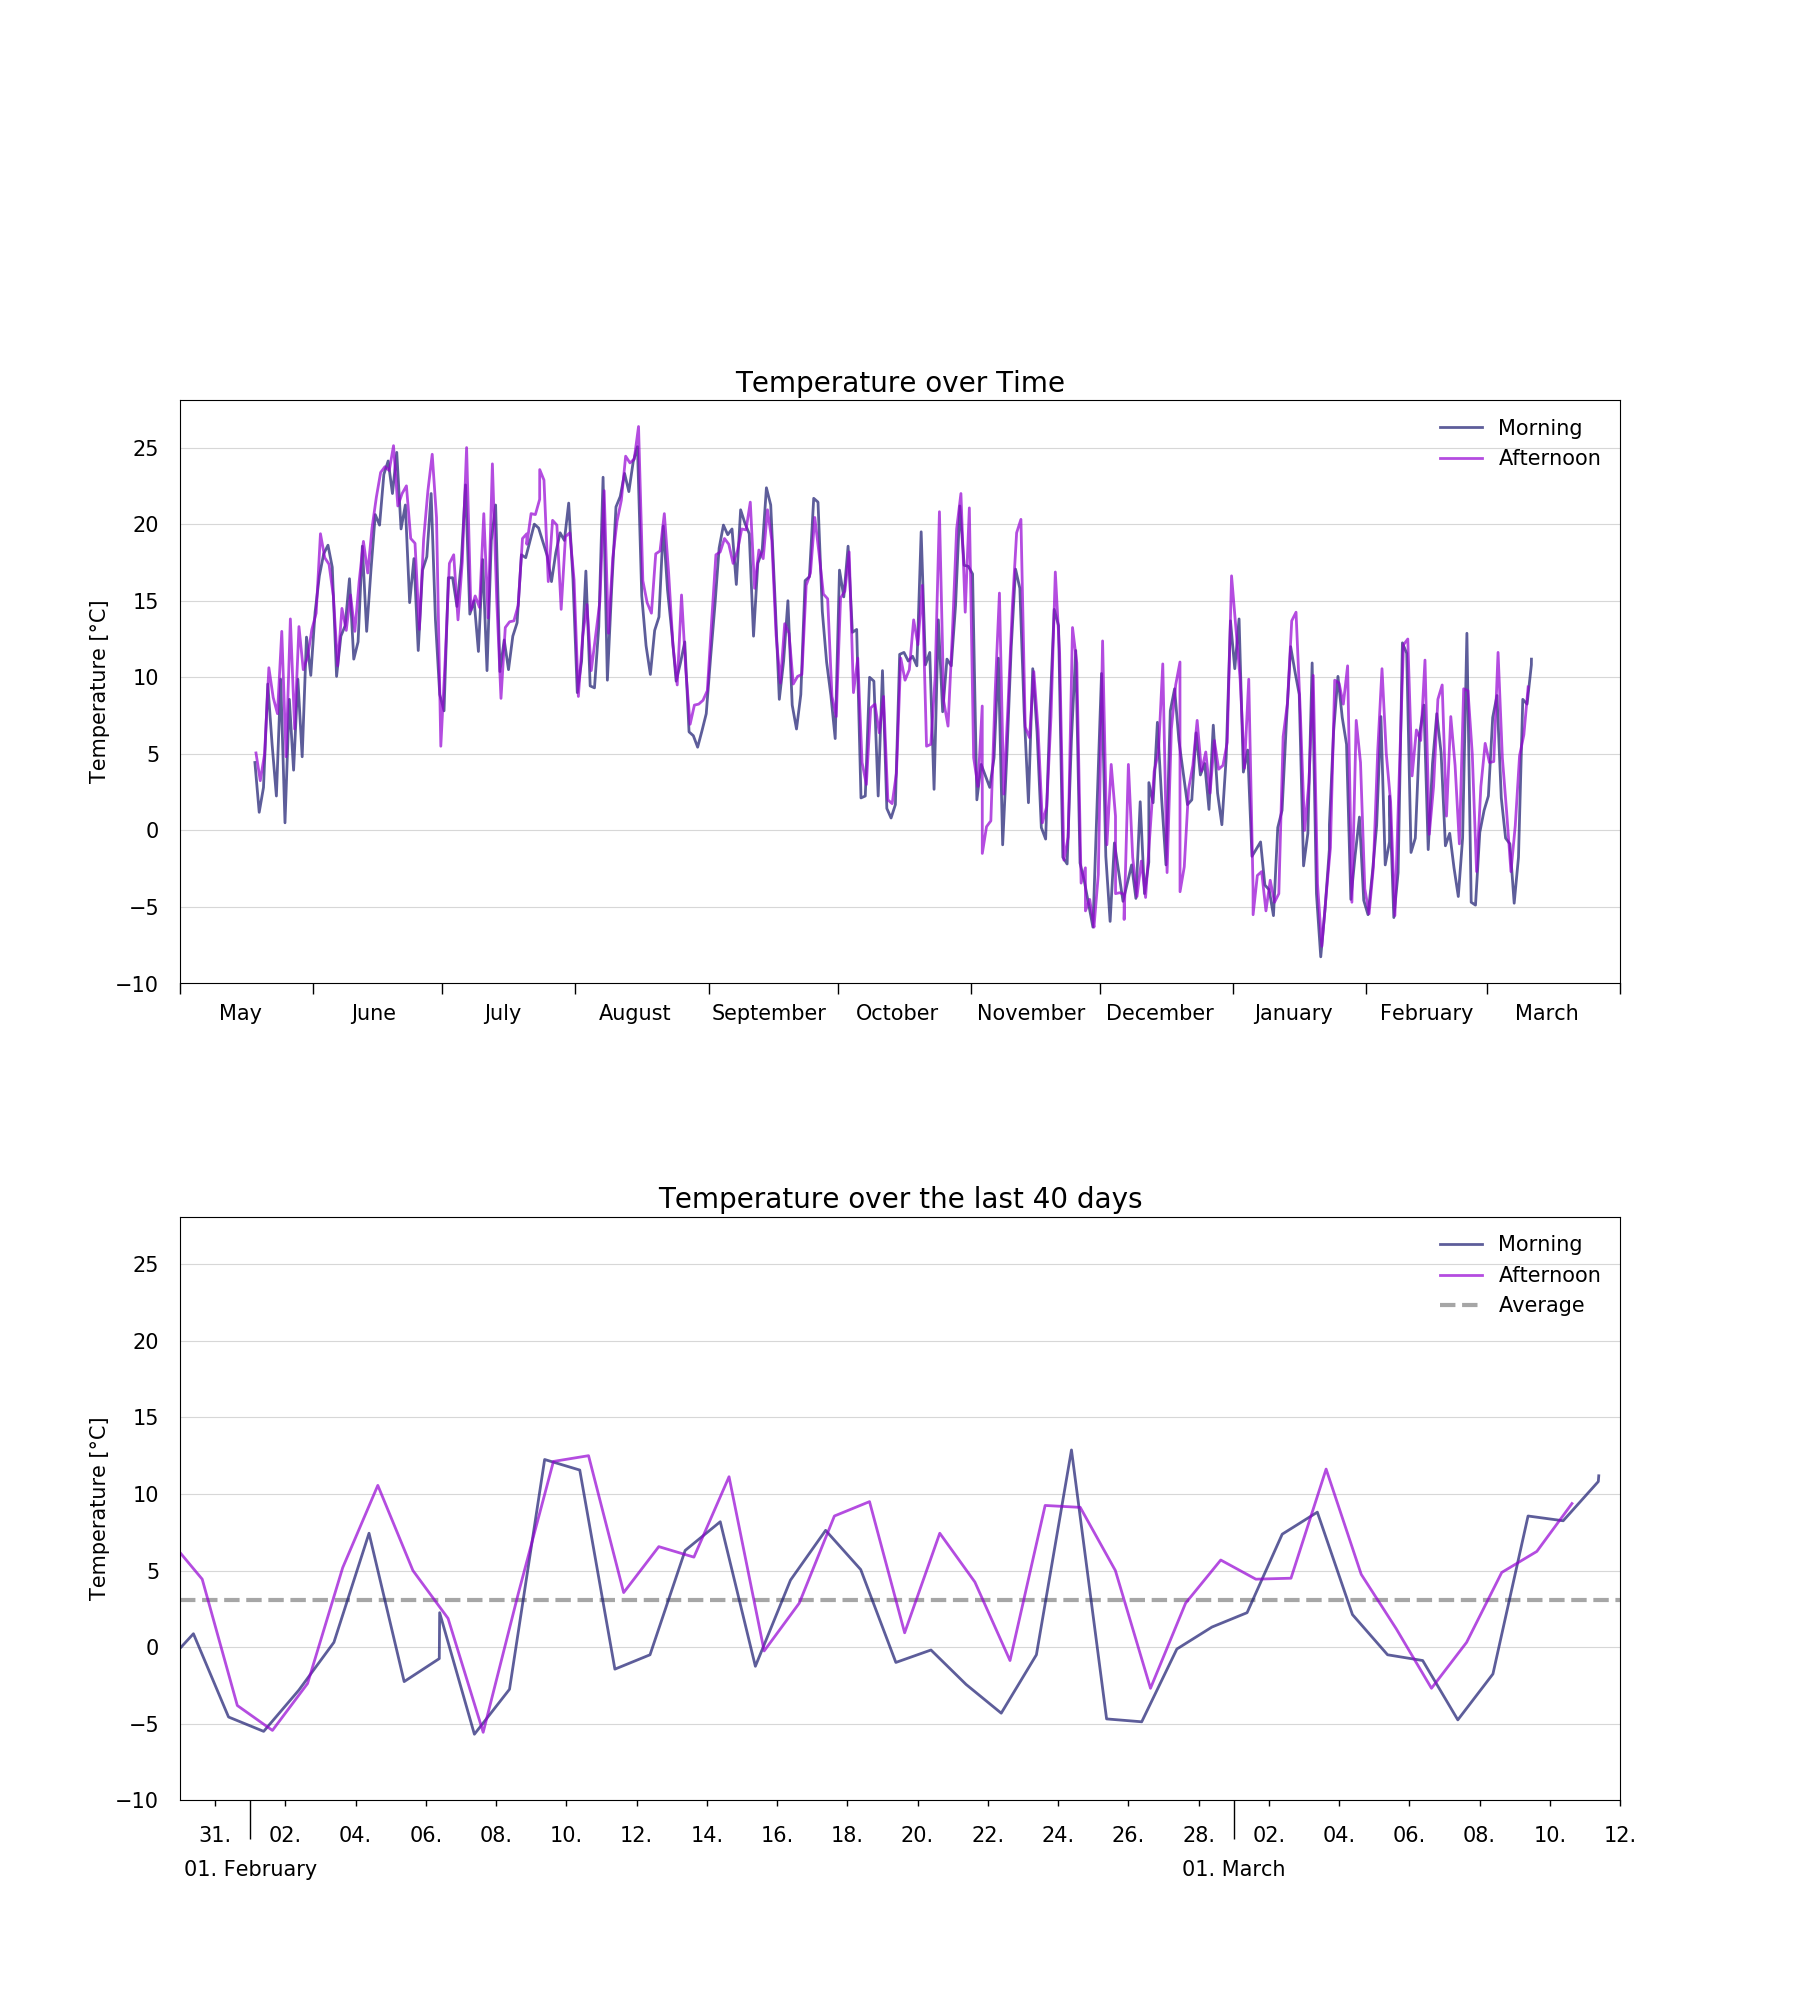 Temperature over Time
Morning
Afternoon
Temperature [°C]
25
20
15
10
5
0
−5
−10
May June July August September October November December January February March
Temperature over the last 40 days
Morning
Afternoon
Average
Temperature [°C]
25
20
15
10
5
0
−5
−10
31. 02. 04. 06. 08. 10. 12. 14. 16. 18. 20. 22. 24. 26. 28. 02. 04. 06. 08. 10. 12.
01. February 01. March